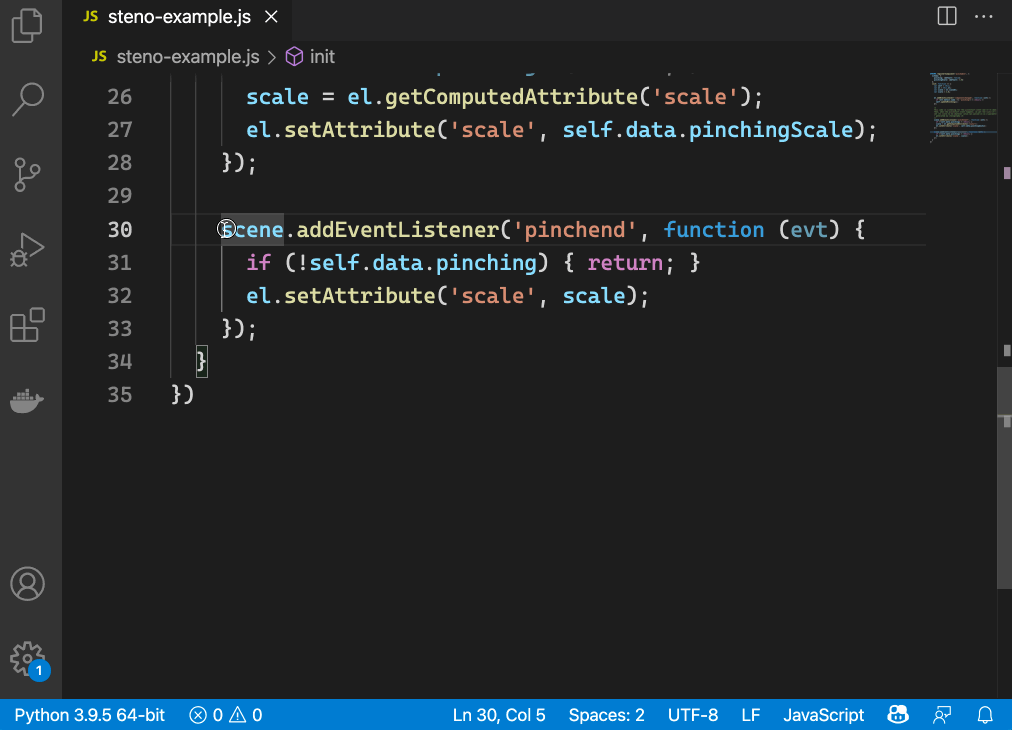 JS steno-example.js
JS steno-example.js > init
26 scale = el.getComputedAttribute('scale');
27 el.setAttribute('scale', self.data.pinchingScale);
28 });
29
30 scene.addEventListener('pinchend', function (evt) {
31 if (!self.data.pinching) { return; }
32 el.setAttribute('scale', scale);
33 });
34 }
35 })
1
Python 3.9.5 64-bit 0 0 Ln 30, Col 5 Spaces: 2 UTF-8 LF JavaScript